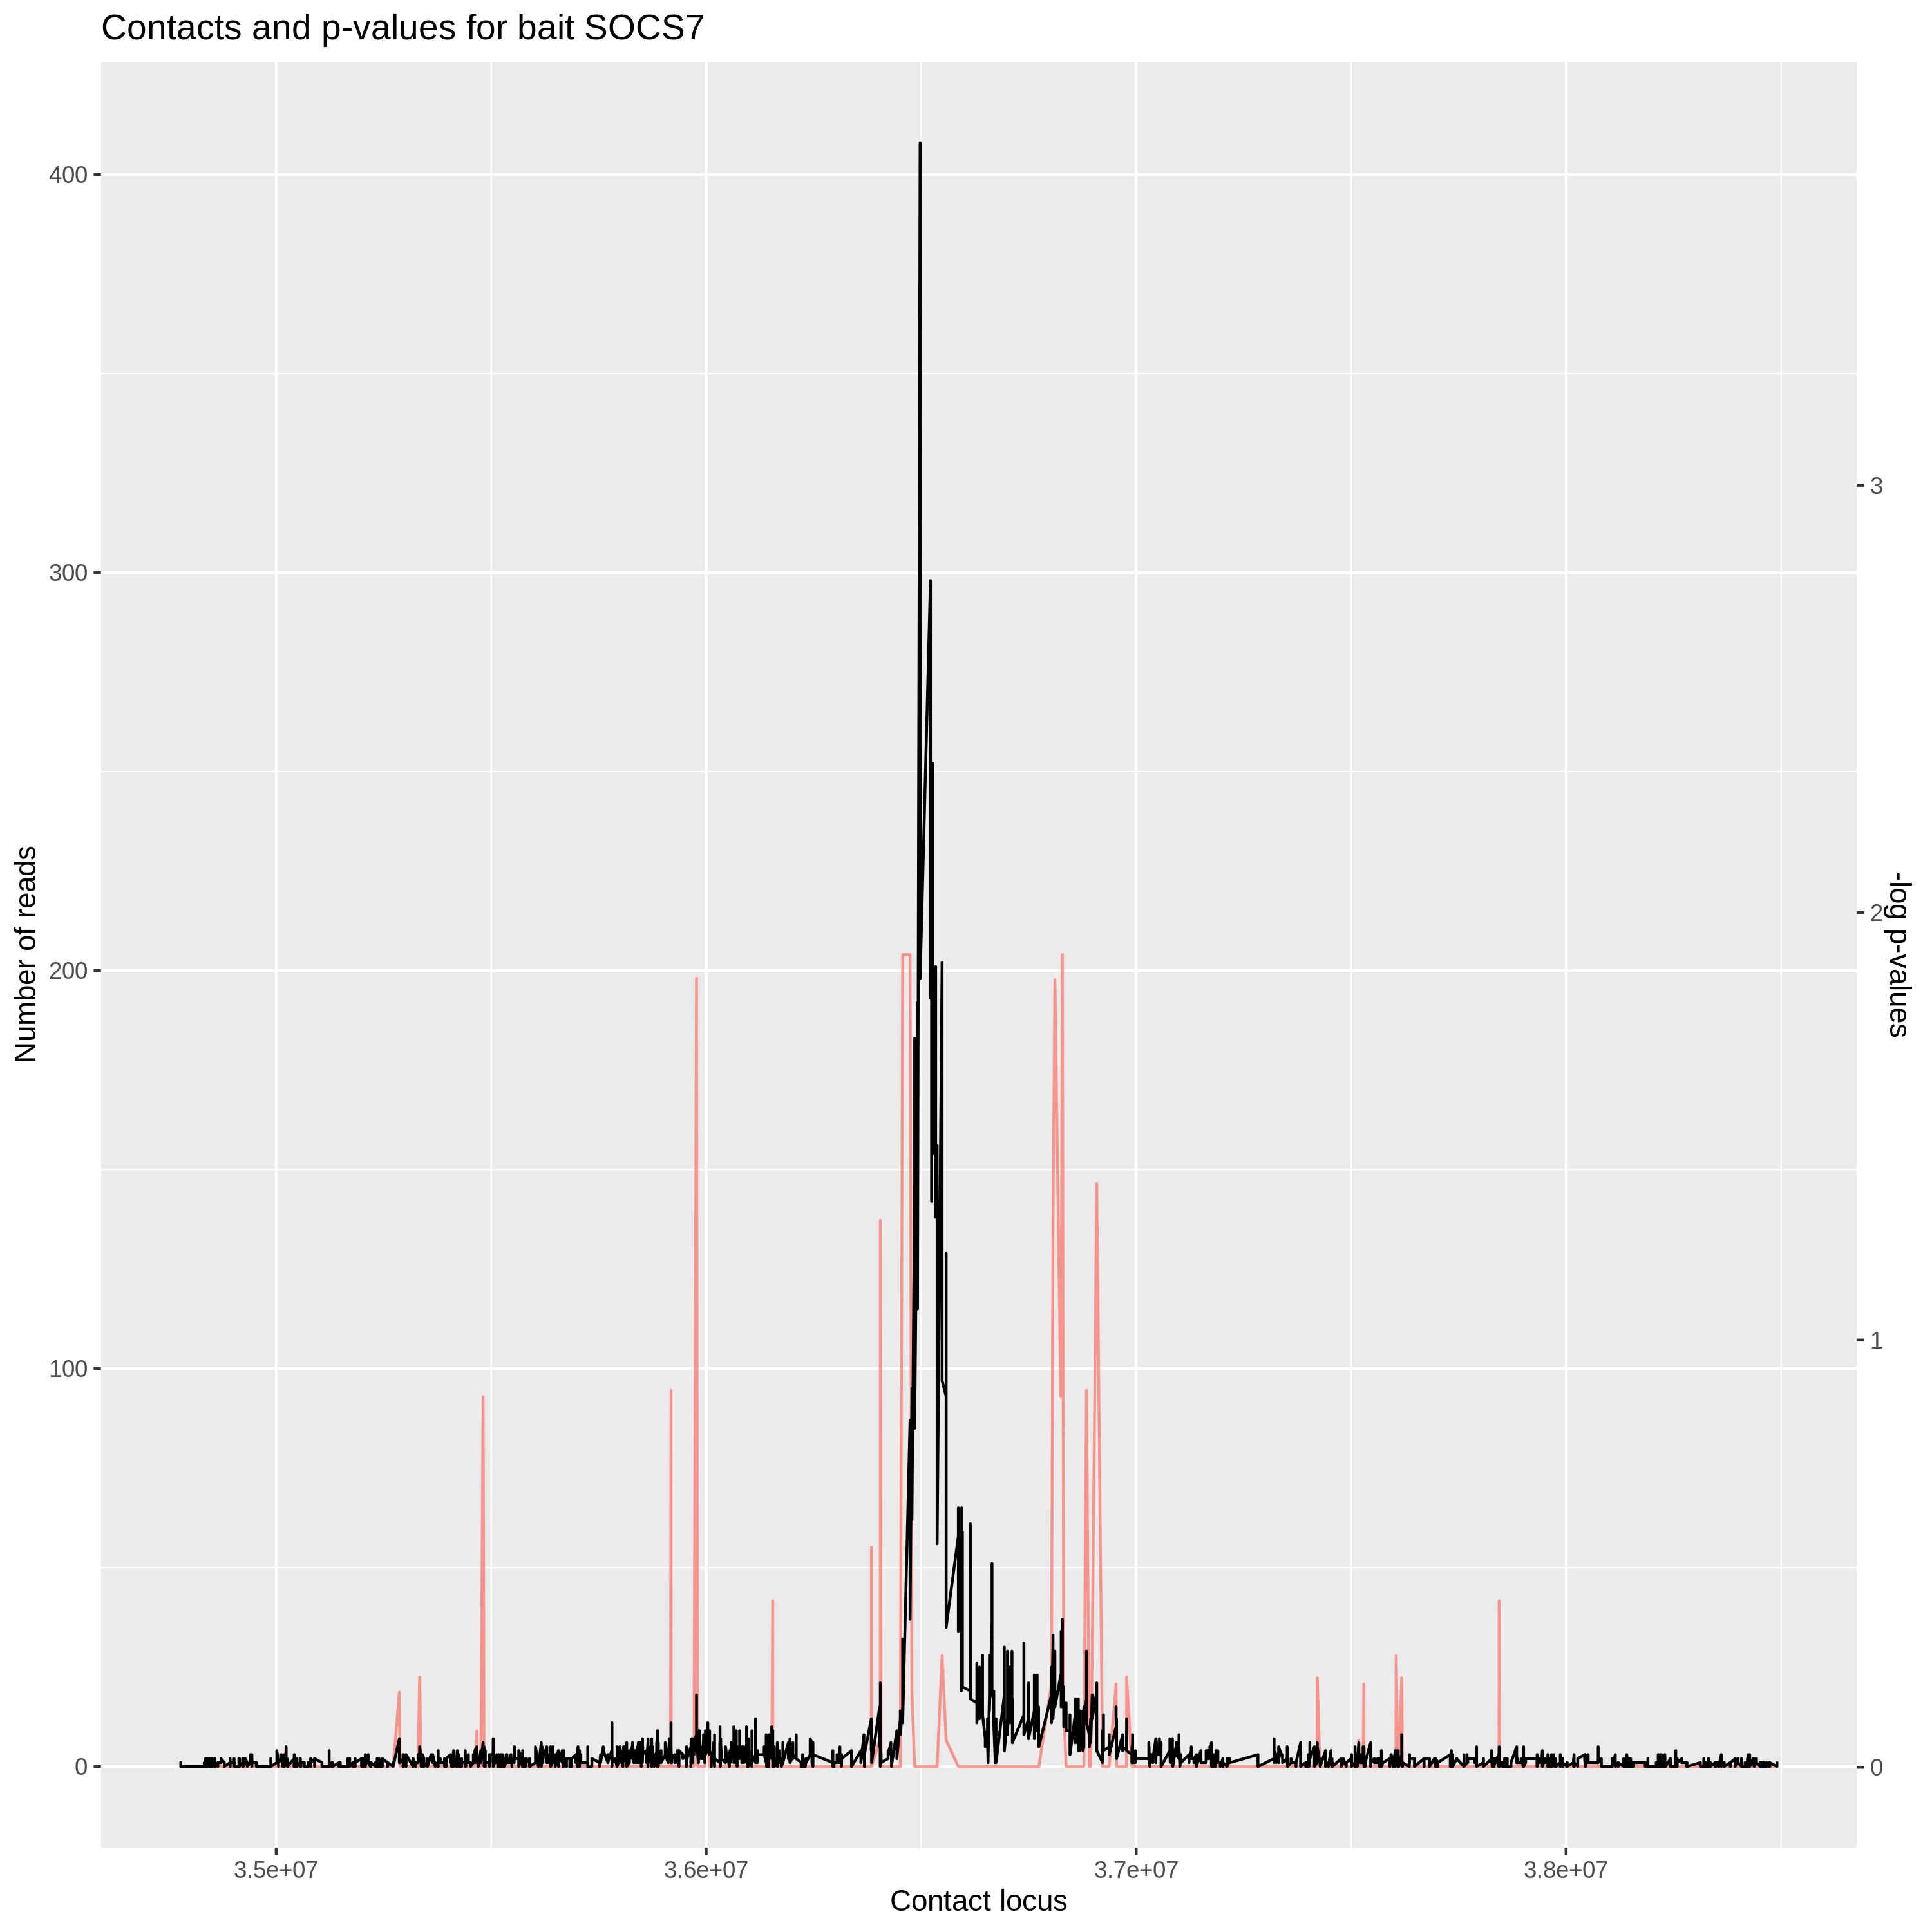 Contacts and p-values for bait SOCS7
400
300
200
100
0
Number of reads
3
2
1
0
-log p-values
3.5e+07
3.6e+07
3.7e+07
3.8e+07
Contact locus